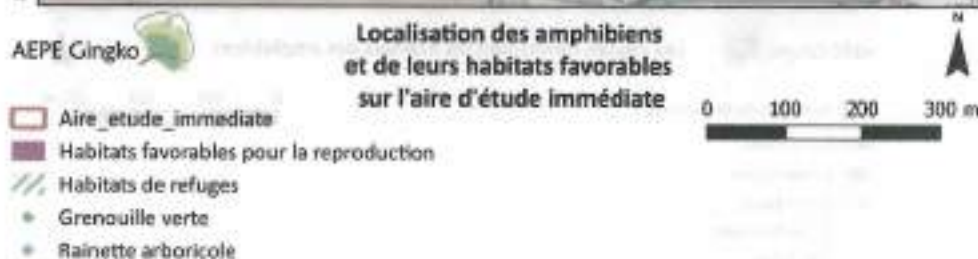 AEPE Gingko
Localisation des amphibiens
et de leurs habitats favorables
sur l'aire d'étude immédiate
N
0 100 200 300 m
Aire_etude_immediate
Habitats favorables pour la reproduction
Habitats de refuges
Grenouille verte
Rainette arboricole